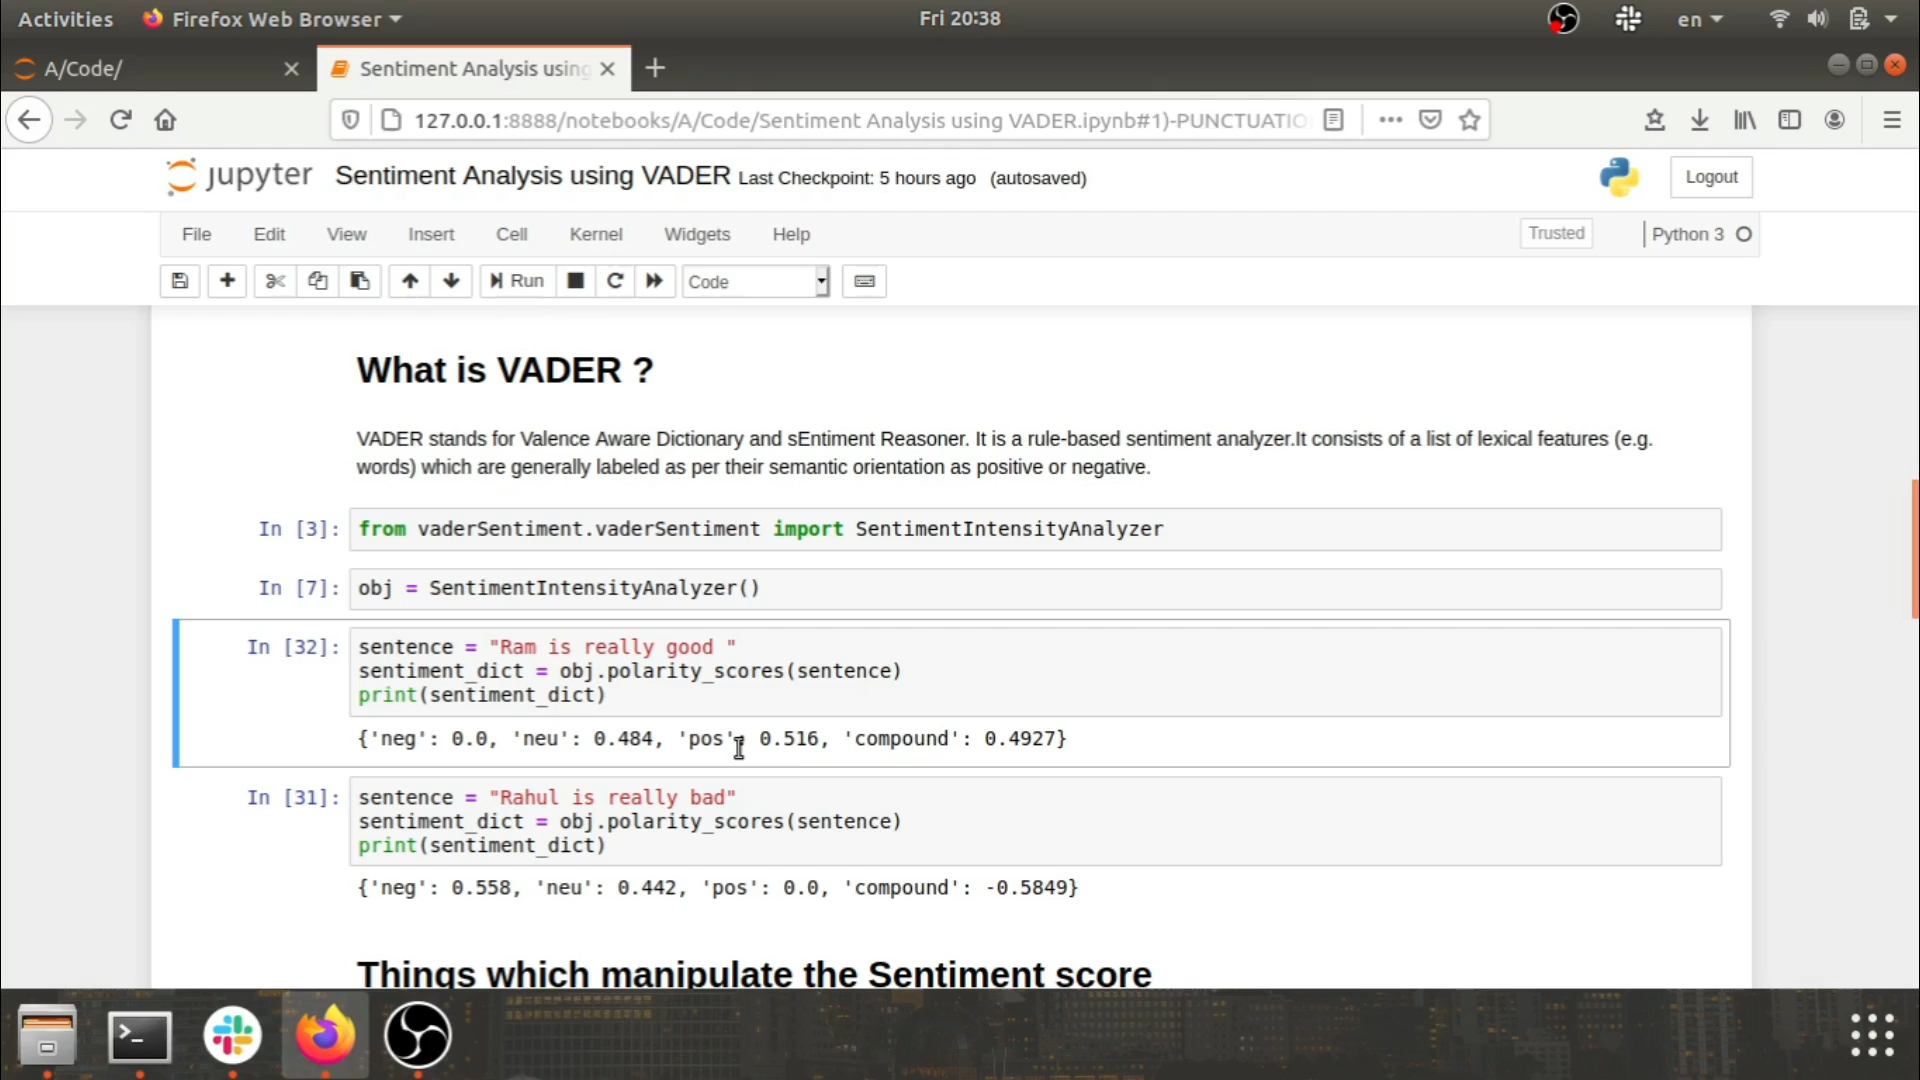 Activities Firefox Web Browser Fri 20:38 en
A/Code/ Sentiment Analysis using
127.0.0.1:8888/notebooks/A/Code/Sentiment Analysis using VADER.ipynb#1)-PUNCTUATIO
jupyter Sentiment Analysis using VADER Last Checkpoint: 5 hours ago (autosaved) Logout
File Edit View Insert Cell Kernel Widgets Help Trusted Python 3
Run Code
What is VADER ?
VADER stands for Valence Aware Dictionary and sEntiment Reasoner. It is a rule-based sentiment analyzer.It consists of a list of lexical features (e.g.
words) which are generally labeled as per their semantic orientation as positive or negative.
In [3]: from vaderSentiment.vaderSentiment import SentimentIntensityAnalyzer
In [7]: obj = SentimentIntensityAnalyzer()
In [32]: sentence = "Ram is really good "
sentiment_dict = obj.polarity_scores(sentence)
print(sentiment_dict)
{'neg': 0.0, 'neu': 0.484, 'pos': 0.516, 'compound': 0.4927}
In [31]: sentence = "Rahul is really bad"
sentiment_dict = obj.polarity_scores(sentence)
print(sentiment_dict)
{'neg': 0.558, 'neu': 0.442, 'pos': 0.0, 'compound': -0.5849}
Things which manipulate the Sentiment score